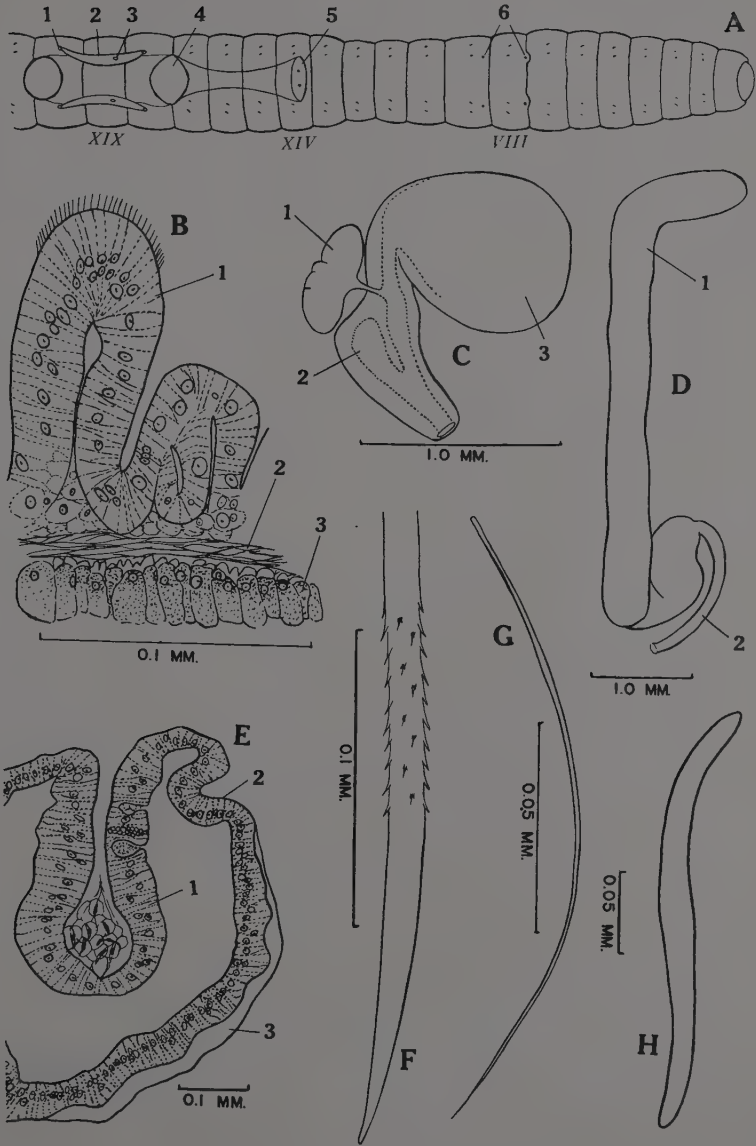 1 2 3 4 5 6 A
XIX XIV VIII
B 1 2 3
0.1 MM.
1 2 C 3
1.0 MM.
1 D 2
1.0 MM.
E 2 1 3
0.1 MM.
0.1 MM.
F
G
0.05 MM.
0.05 MM.
H